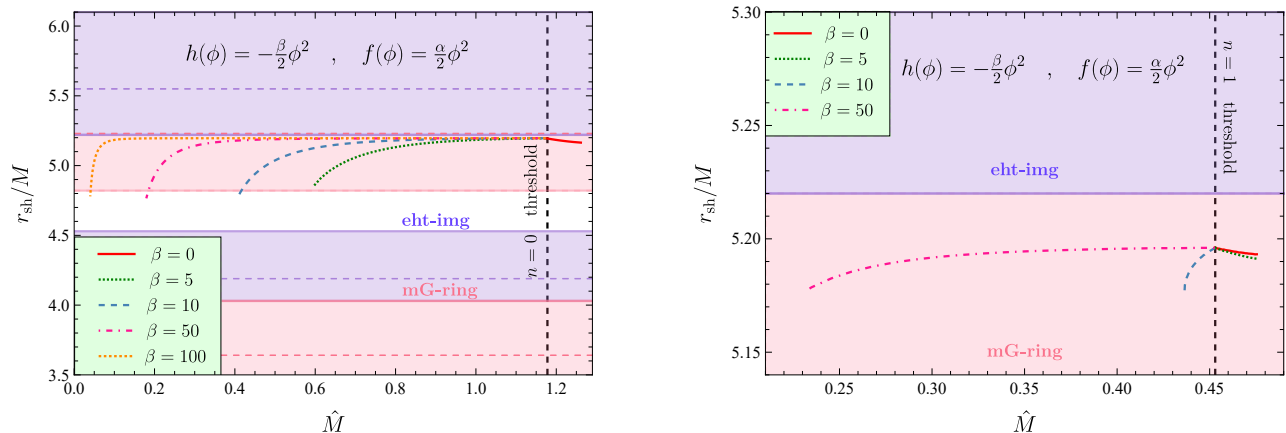 6.1
5.5
5.0
4.5
4.0
3.5
r_sh/M
h(φ) = −β/2 φ² , f(φ) = α/2 φ²
n = 0 threshold
eht-img
mG-ring
β = 0
β = 5
β = 10
β = 50
β = 100
0.0 0.2 0.4 0.6 0.8 1.0 1.2
M̂
5.30
5.25
5.20
5.15
r_sh/M
β = 0
β = 5
β = 10
β = 50
h(φ) = −β/2 φ² , f(φ) = α/2 φ²
n = 1 threshold
eht-img
mG-ring
0.25 0.30 0.35 0.40 0.45
M̂